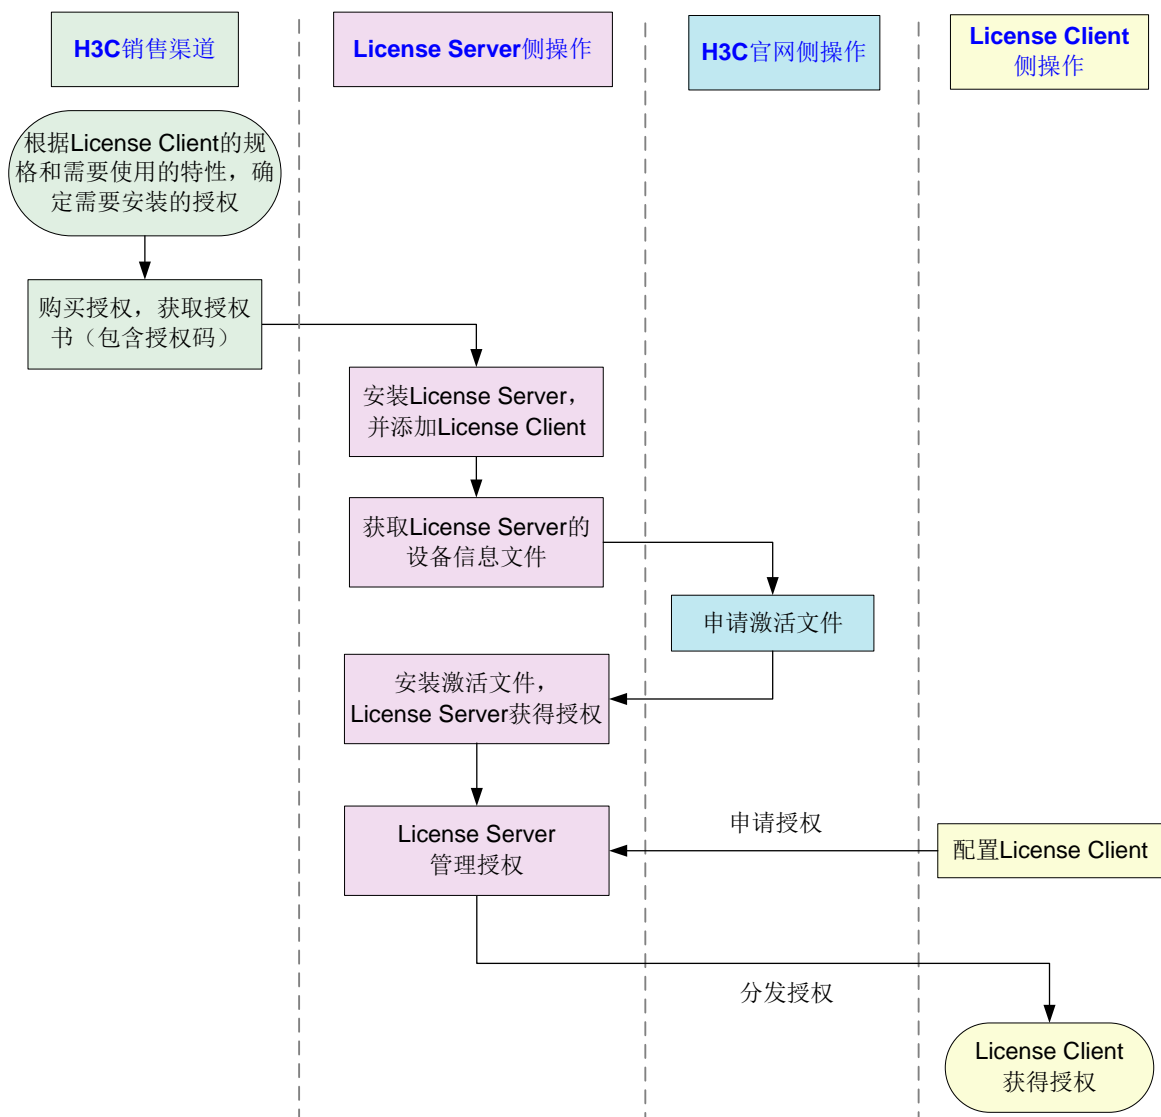 H3C销售渠道
License Server侧操作
H3C官网侧操作
License Client
侧操作
根据License Client的规
格和需要使用的特性，确
定需要安装的授权
购买授权，获取授权
书（包含授权码）
安装License Server，
并添加License Client
获取License Server的
设备信息文件
申请激活文件
安装激活文件，
License Server获得授权
License Server
管理授权
申请授权
配置License Client
分发授权
License Client
获得授权